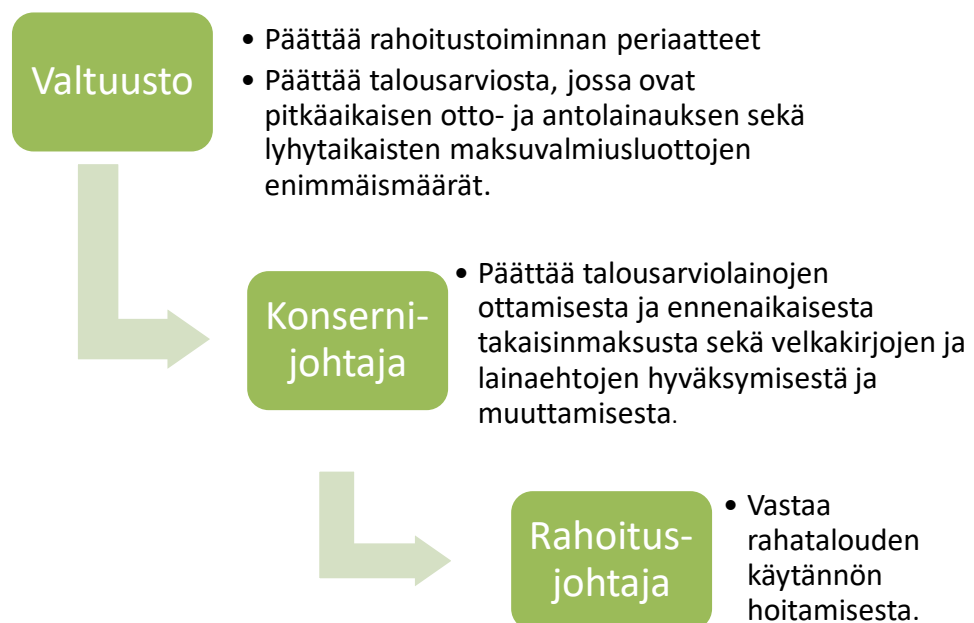 Valtuusto
• Päättää rahoitustoiminnan periaatteet
• Päättää talousarviosta, jossa ovat
pitkäaikaisen otto- ja antolainauksen sekä
lyhytaikaisten maksuvalmiusluottojen
enimmäismäärät.
Konserni-
johtaja
• Päättää talousarviolainojen
ottamisesta ja ennenaikaisesta
takaisinmaksusta sekä velkakirjojen ja
lainaehtojen hyväksymisestä ja
muuttamisesta.
Rahoitus-
johtaja
• Vastaa
rahatalouden
käytännön
hoitamisesta.